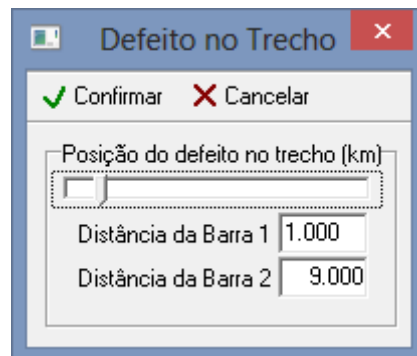 Defeito no Trecho
Confirmar Cancelar
Posição do defeito no trecho (km)
Distância da Barra 1 1.000
Distância da Barra 2 9.000